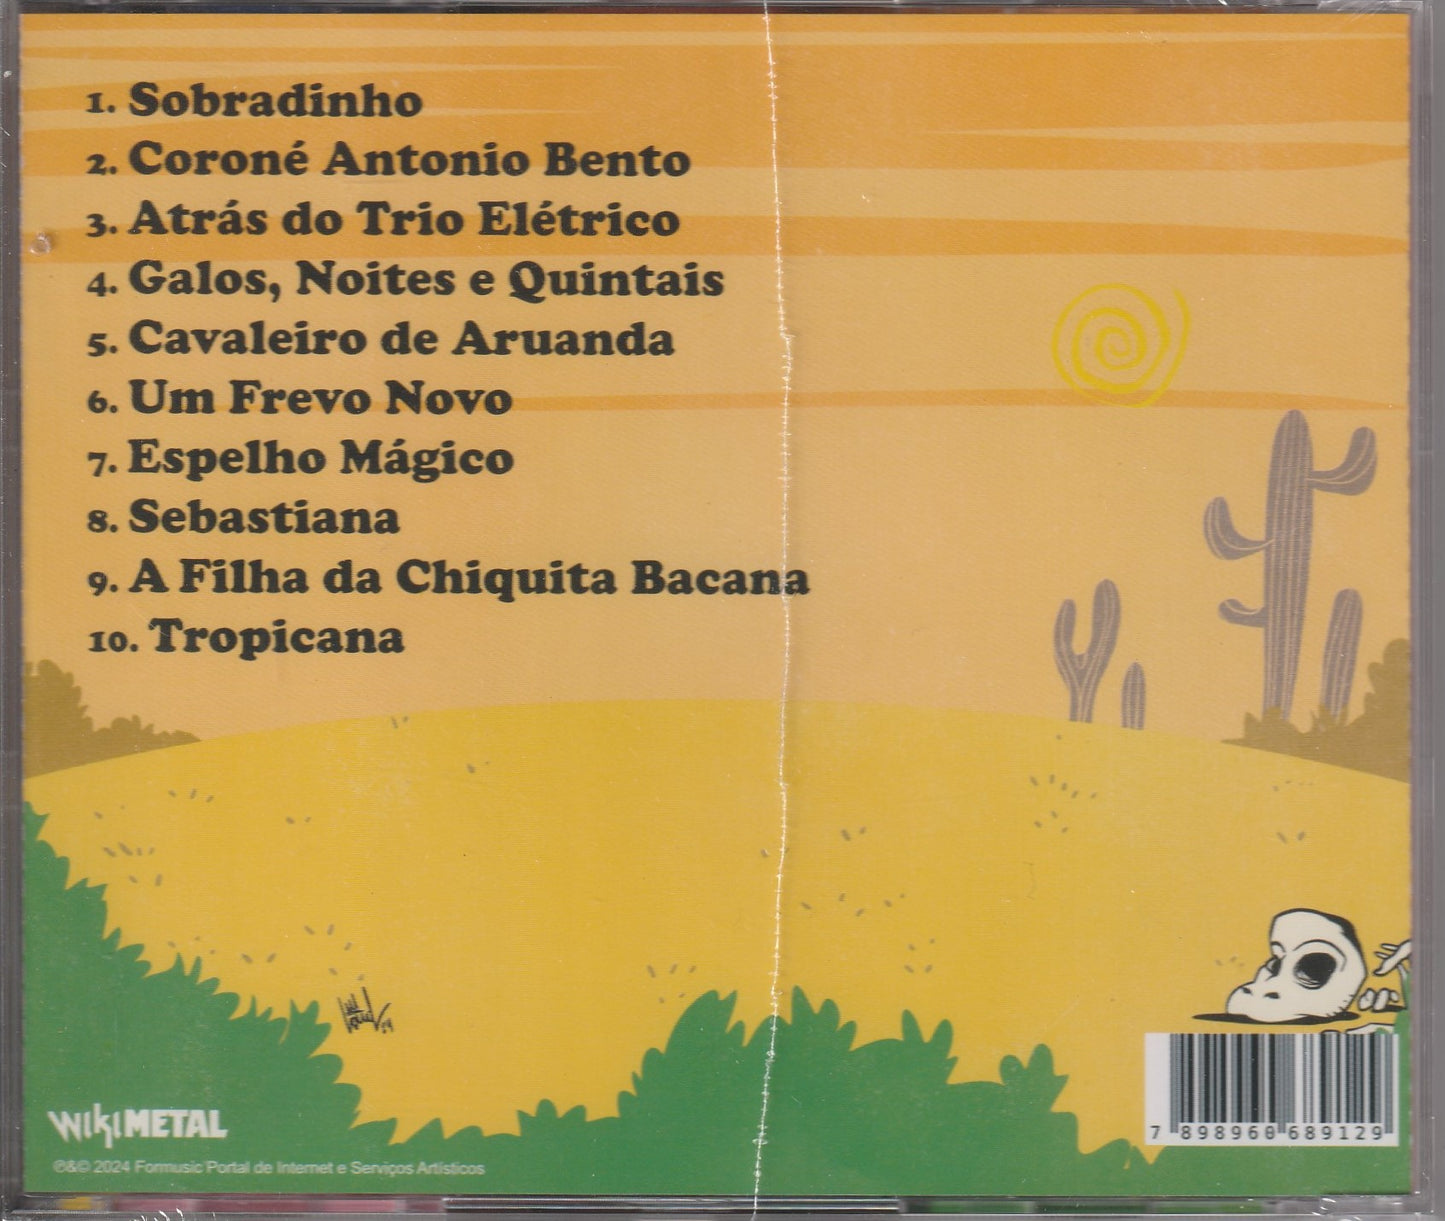 1. Sobradinho
2. Coroné Antonio Bento
3. Atrás do Trio Elétrico
4. Galos, Noites e Quintais
5. Cavaleiro de Aruanda
6. Um Frevo Novo
7. Espelho Mágico
8. Sebastiana
9. A Filha da Chiquita Bacana
10. Tropicana
WIKIMETAL
℗&© 2024 Formusic Portal de Internet e Serviços Artísticos
7 898960 689129